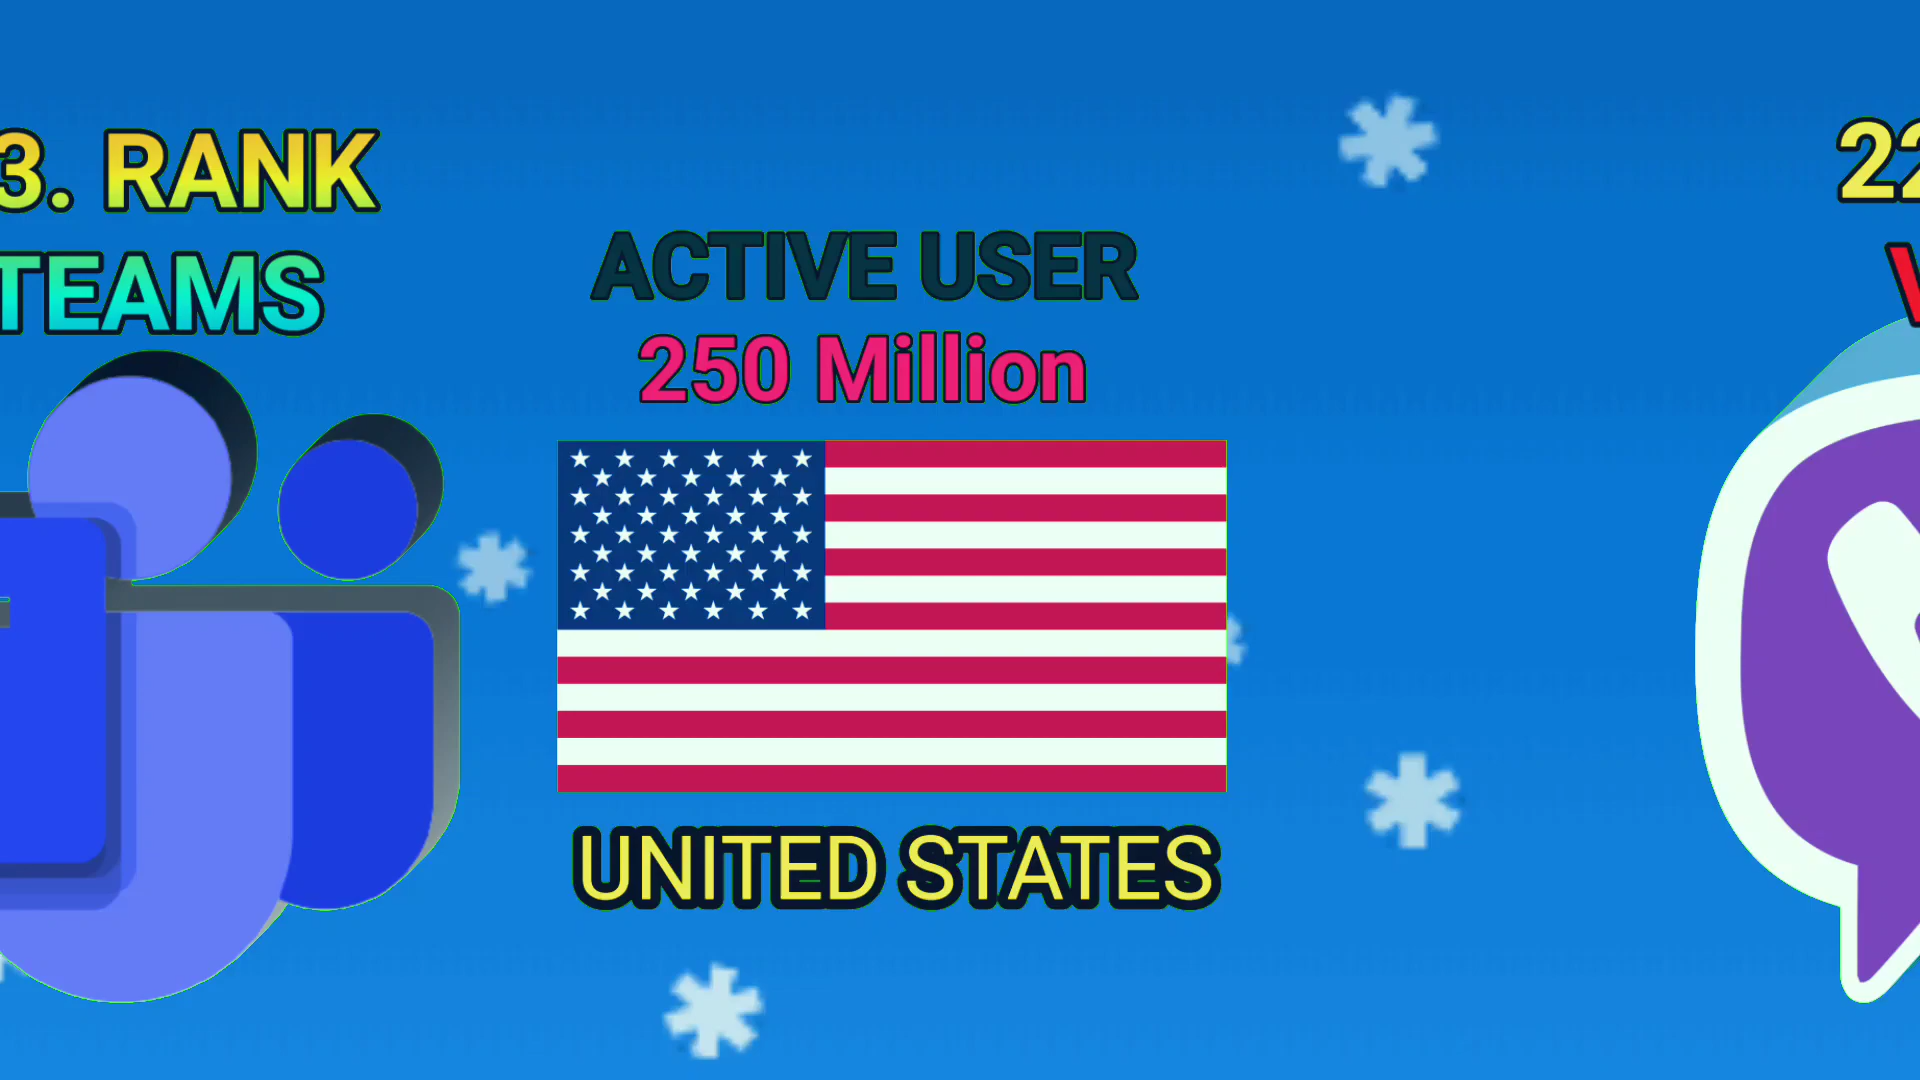 3. RANK
TEAMS
ACTIVE USER
250 Million
UNITED STATES
22